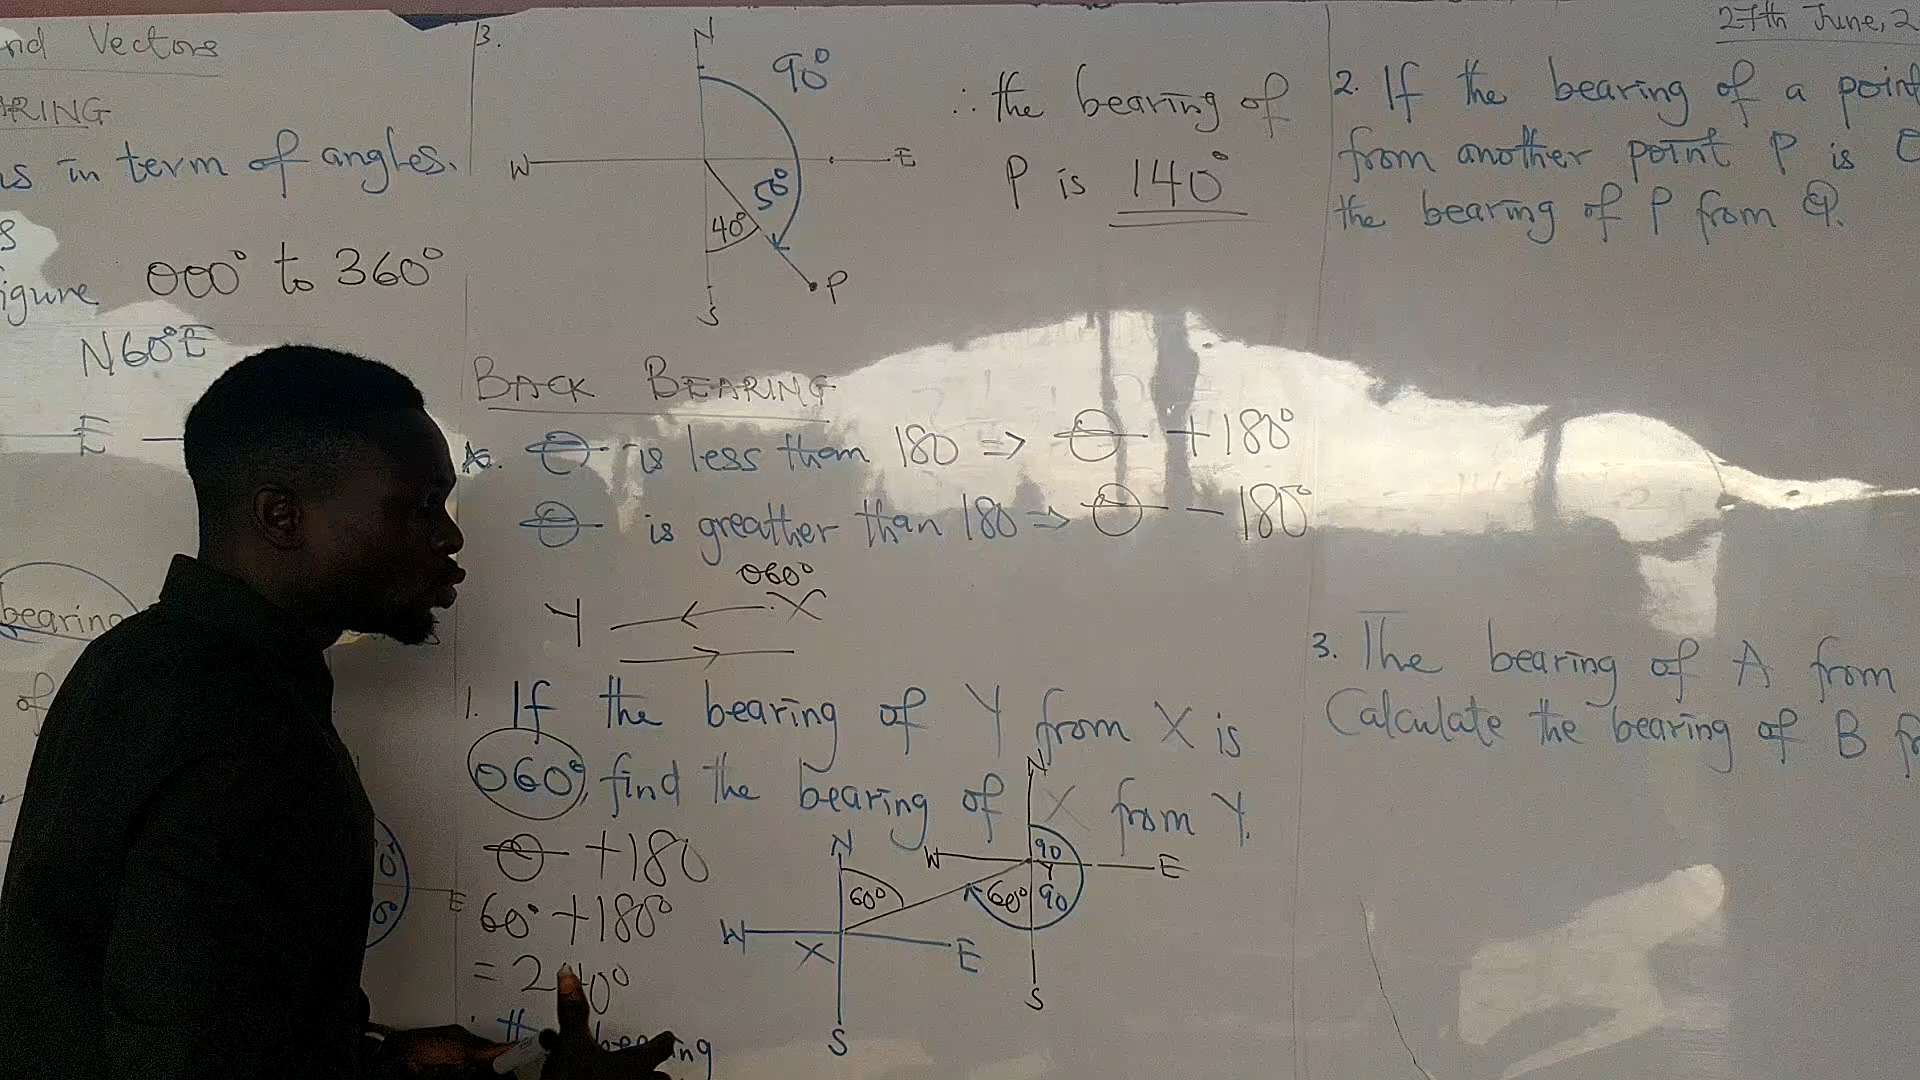 nd Vectors
ARING
is in term of angles.
s
igure 000° to 360°
N60°E
E
bearing
of
3.
N
90°
W
E
50°
40°
P
S
∴ the bearing of
P is 140°
BACK BEARING
θ is less than 180 => θ + 180°
θ is greatther than 180 => θ - 180°
060°
Y
X
1. If the bearing of Y from X is
060°, find the bearing of X from Y.
θ + 180
60° + 180°
= 240°
bearing
N
60°
W
X
E
S
N
W
90
Y
E
60°
90
S
E
27th June, 2
2. If the bearing of a point
from another point P is
the bearing of P from Q.
3. The bearing of A from
Calculate the bearing of B